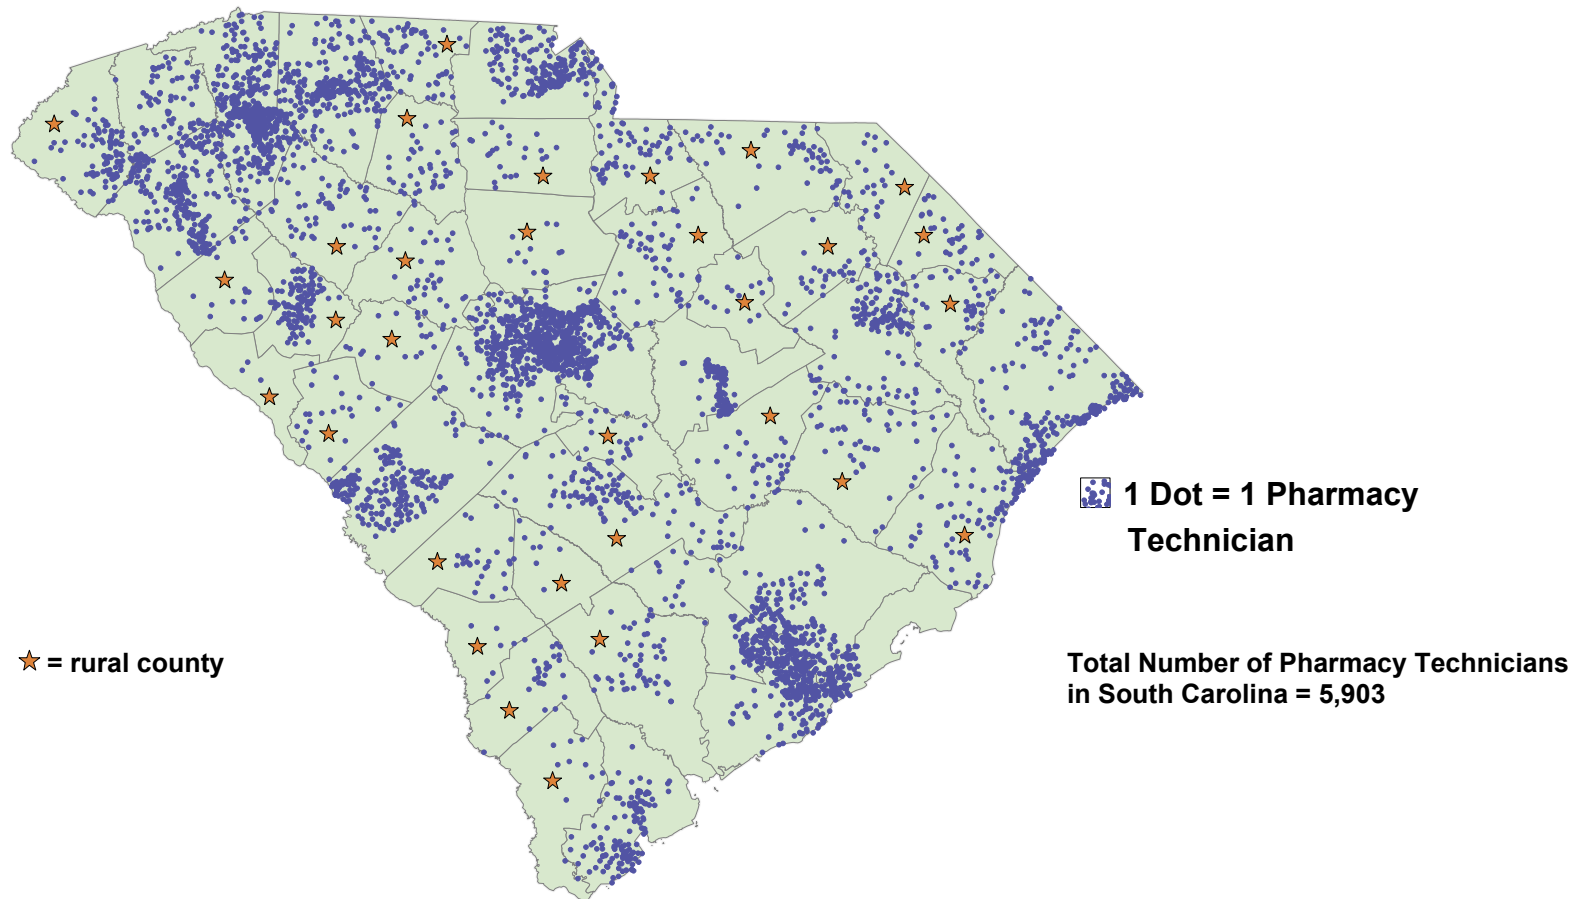 1 Dot = 1 Pharmacy
Technician
= rural county
Total Number of Pharmacy Technicians
in South Carolina = 5,903